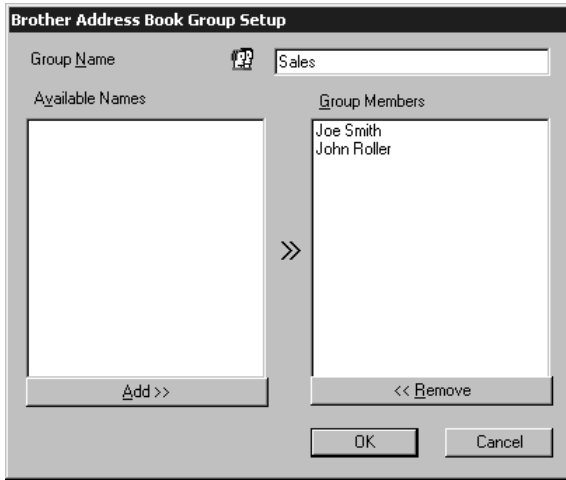 Brother Address Book Group Setup
Group Name
Sales
Available Names
Group Members
Joe Smith
John Roller
Add >>
<< Remove
OK
Cancel